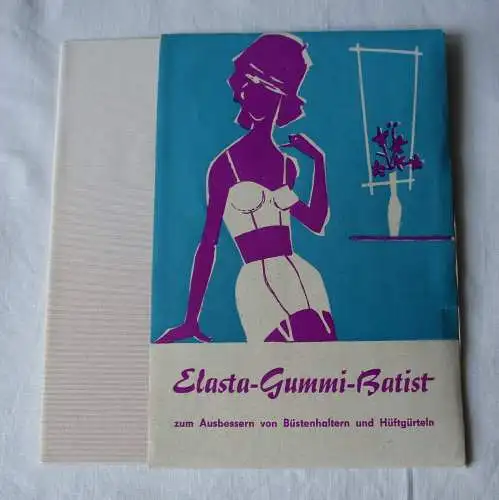 Elasta-Gummi-Batist
zum Ausbessern von Büstenhaltern und Hüftgürteln